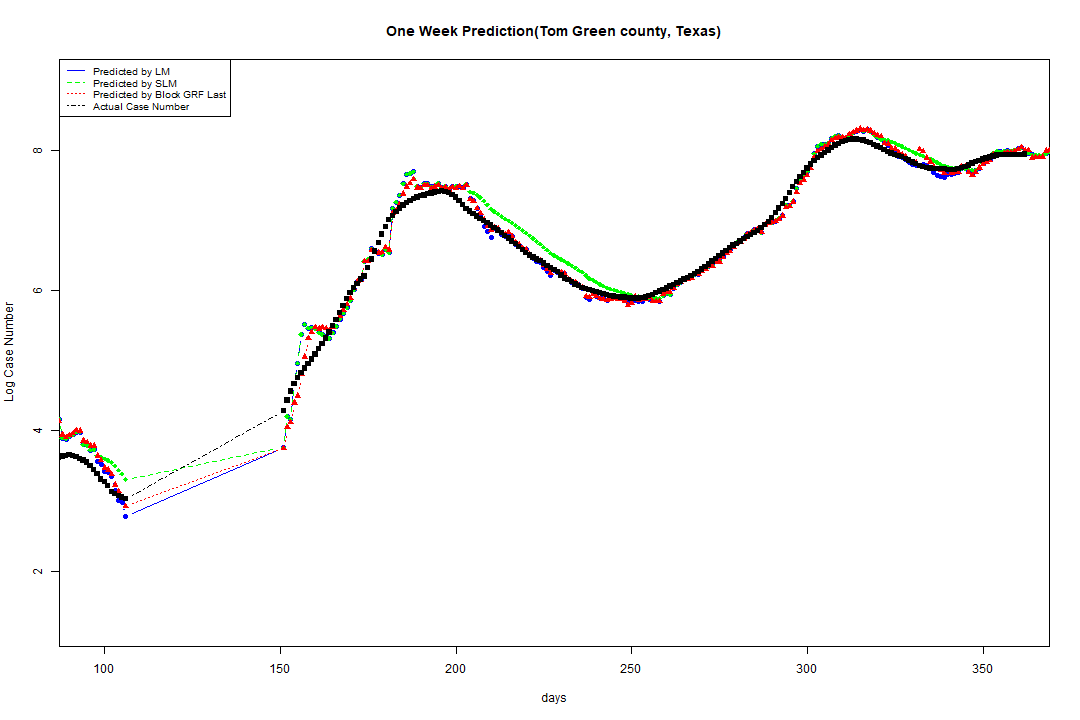 One Week Prediction(Tom Green county, Texas)
Predicted by LM
Predicted by SLM
Predicted by Block GRF Last
Actual Case Number
8
6
4
2
Log Case Number
100 150 200 250 300 350
days